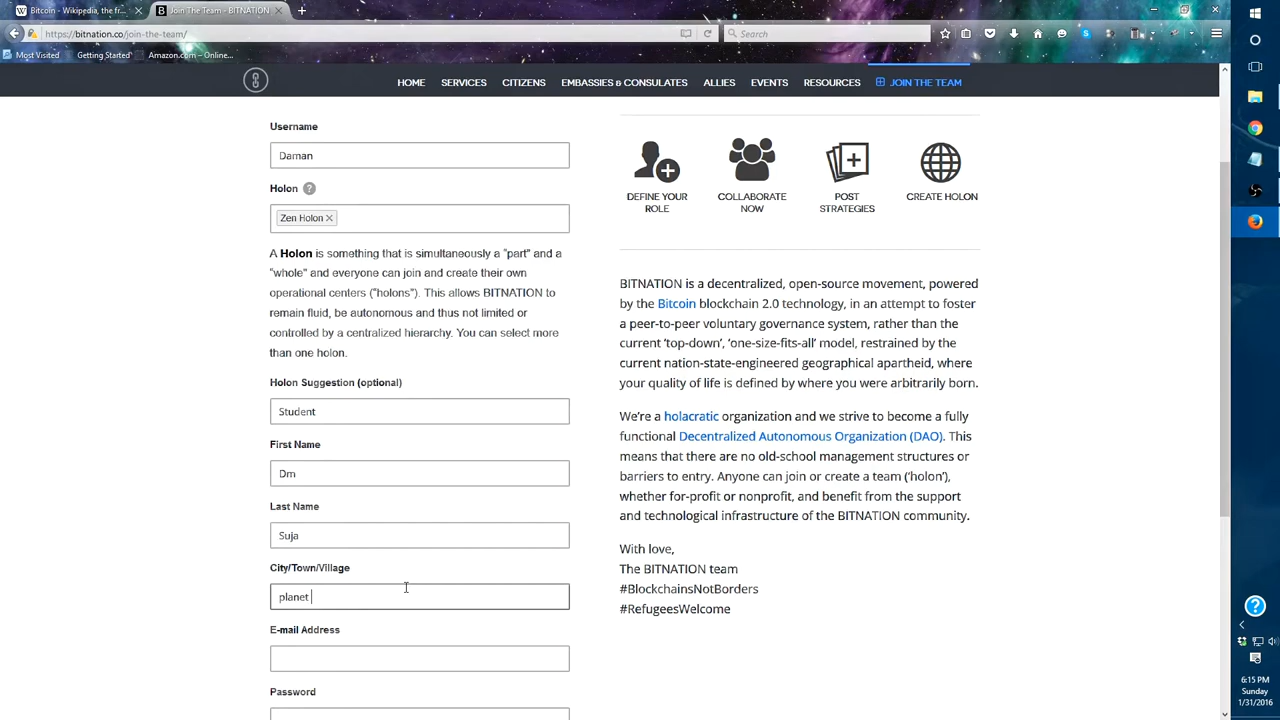 Bitcoin - Wikipedia, the fr...
Join The Team - BITNATION
https://bitnation.co/join-the-team/
Search
Most Visited
Getting Started
Amazon.com – Online...
HOME
SERVICES
CITIZENS
EMBASSIES & CONSULATES
ALLIES
EVENTS
RESOURCES
JOIN THE TEAM
Username
Daman
Holon ?
Zen Holon ×
A Holon is something that is simultaneously a "part" and a
"whole" and everyone can join and create their own
operational centers ("holons"). This allows BITNATION to
remain fluid, be autonomous and thus not limited or
controlled by a centralized hierarchy. You can select more
than one holon.
Holon Suggestion (optional)
Student
First Name
Dm
Last Name
Suja
City/Town/Village
planet
E-mail Address
Password
DEFINE YOUR
ROLE
COLLABORATE
NOW
POST
STRATEGIES
CREATE HOLON
BITNATION is a decentralized, open-source movement, powered
by the Bitcoin blockchain 2.0 technology, in an attempt to foster
a peer-to-peer voluntary governance system, rather than the
current 'top-down', 'one-size-fits-all' model, restrained by the
current nation-state-engineered geographical apartheid, where
your quality of life is defined by where you were arbitrarily born.
We're a holacratic organization and we strive to become a fully
functional Decentralized Autonomous Organization (DAO). This
means that there are no old-school management structures or
barriers to entry. Anyone can join or create a team ('holon'),
whether for-profit or nonprofit, and benefit from the support
and technological infrastructure of the BITNATION community.
With love,
The BITNATION team
#BlockchainsNotBorders
#RefugeesWelcome
6:15 PM
Sunday
1/31/2016